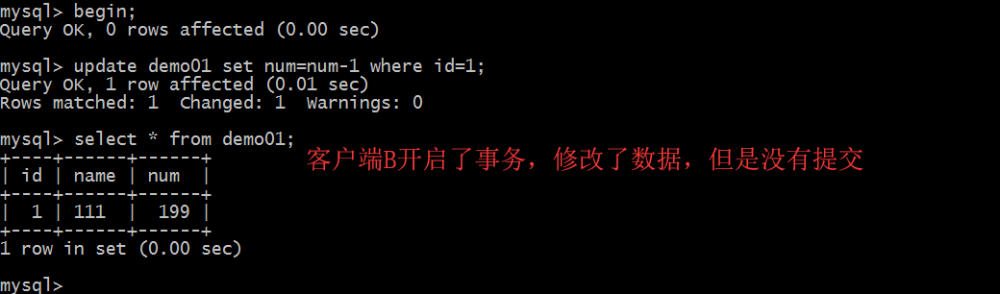 mysql> begin;
Query OK, 0 rows affected (0.00 sec)
mysql> update demo01 set num=num-1 where id=1;
Query OK, 1 row affected (0.01 sec)
Rows matched: 1  Changed: 1  Warnings: 0
mysql> select * from demo01;
+----+------+------+
| id | name | num  |
+----+------+------+
|  1 | 111  |  199 |
+----+------+------+
1 row in set (0.00 sec)
mysql>
客户端B开启了事务，修改了数据，但是没有提交